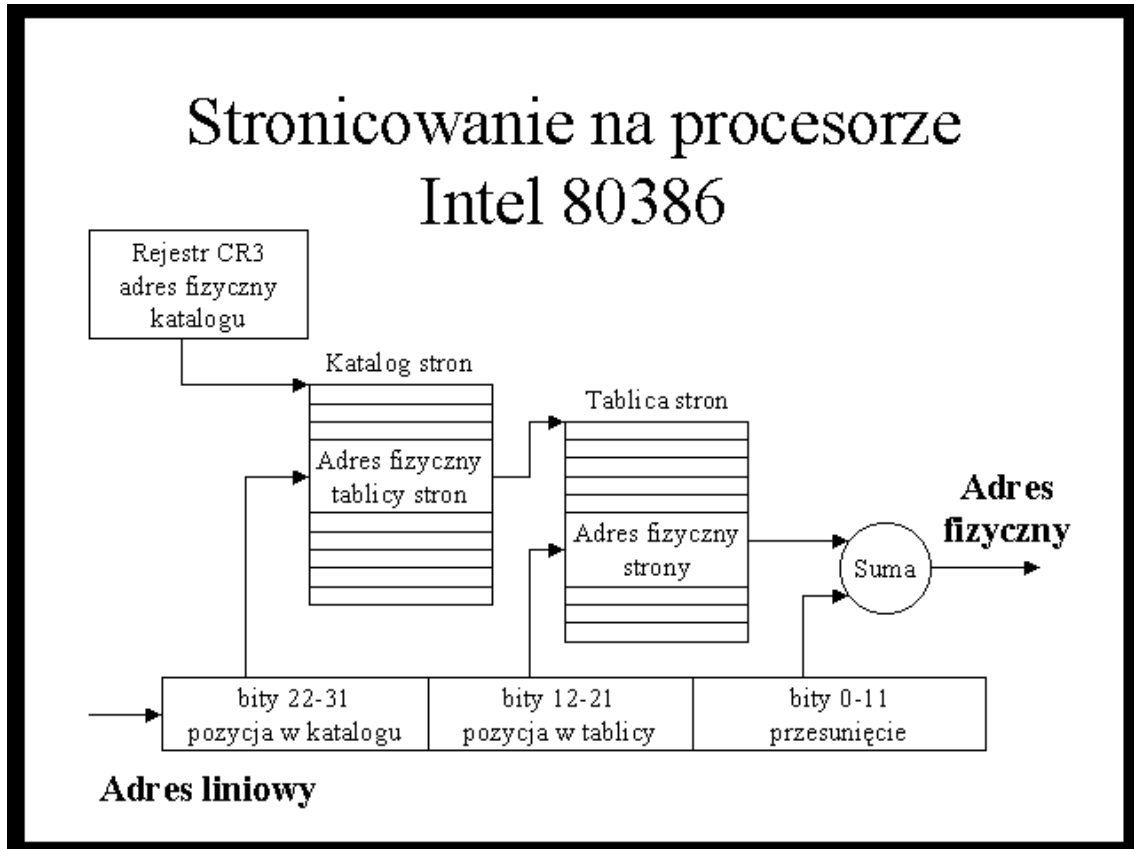 Stronicowanie na procesorze
Intel 80386
Rejestr CR3
adres fizyczny
katalogu
Katalog stron
Adres fizyczny
tablicy stron
Tablica stron
Adres fizyczny
strony
Suma
Adres
fizyczny
bity 22-31
pozycja w katalogu
bity 12-21
pozycja w tablicy
bity 0-11
przesunięcie
Adres liniowy